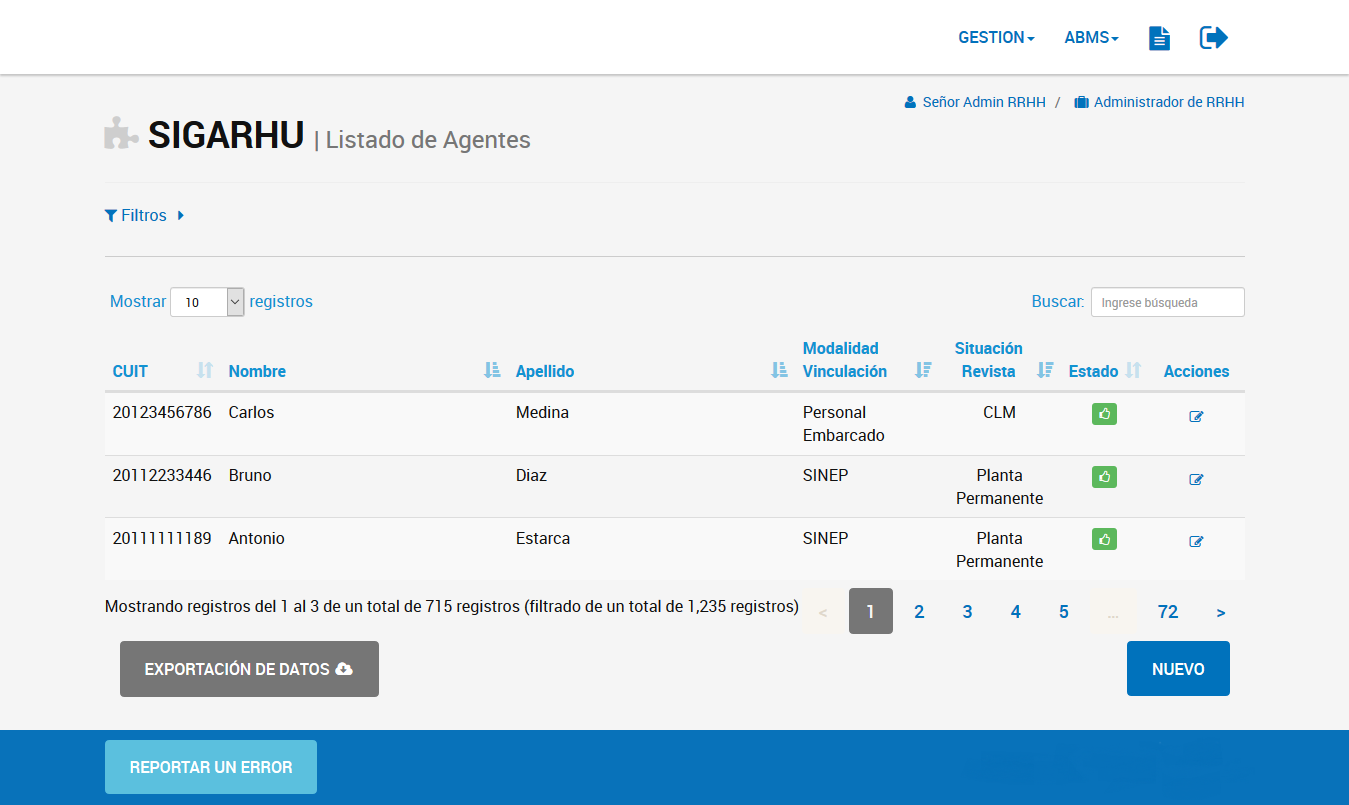 GESTION ABMS
Señor Admin RRHH / Administrador de RRHH
SIGARHU | Listado de Agentes
Filtros
Mostrar 10 registros Buscar: Ingrese búsqueda
CUIT Nombre Apellido Modalidad Vinculación Situación Revista Estado Acciones
20123456786 Carlos Medina Personal Embarcado CLM
20112233446 Bruno Diaz SINEP Planta Permanente
20111111189 Antonio Estarca SINEP Planta Permanente
Mostrando registros del 1 al 3 de un total de 715 registros (filtrado de un total de 1,235 registros) < 1 2 3 4 5 ... 72 >
EXPORTACIÓN DE DATOS NUEVO
REPORTAR UN ERROR